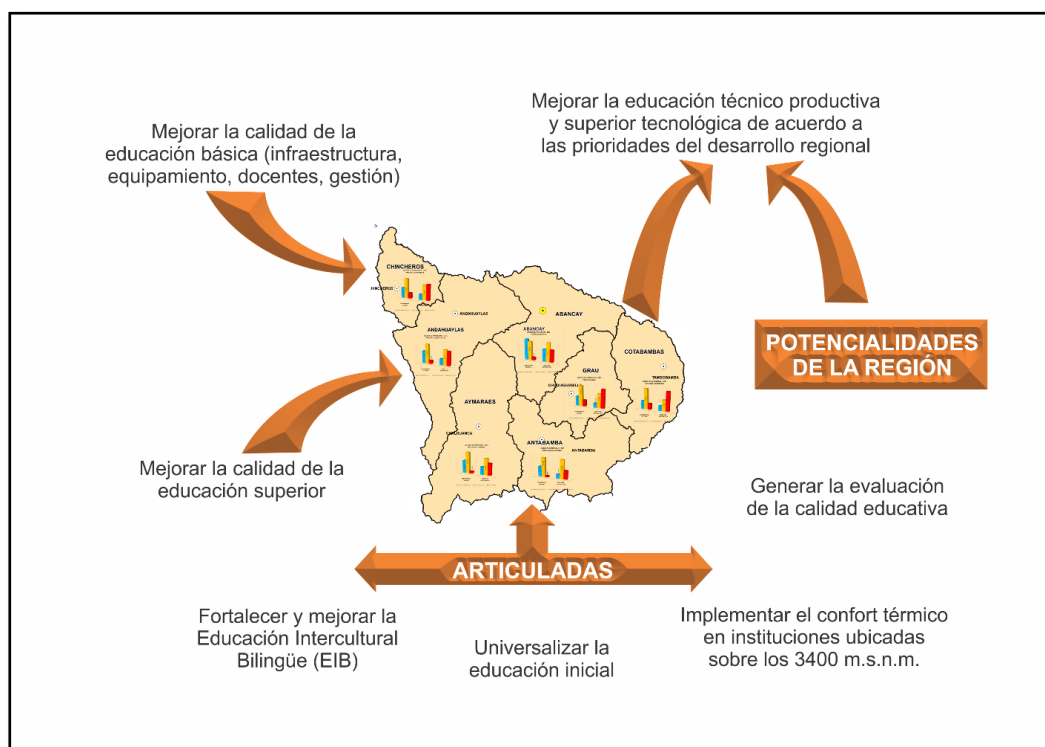 Mejorar la educación técnico productiva
y superior tecnológica de acuerdo a
las prioridades del desarrollo regional
Mejorar la calidad de la
educación básica (infraestructura,
equipamiento, docentes, gestión)
CHINCHEROS
ANDAHUAYLAS
ANDAHUAYLAS
ABANCAY
ABANCAY
COTABAMBAS
GRAU
AYMARAES
ANTABAMBA
ANTABAMBA
POTENCIALIDADES
DE LA REGIÓN
Mejorar la calidad de la
educación superior
Generar la evaluación
de la calidad educativa
ARTICULADAS
Fortalecer y mejorar la
Educación Intercultural
Bilingüe (EIB)
Universalizar la
educación inicial
Implementar el confort térmico
en instituciones ubicadas
sobre los 3400 m.s.n.m.